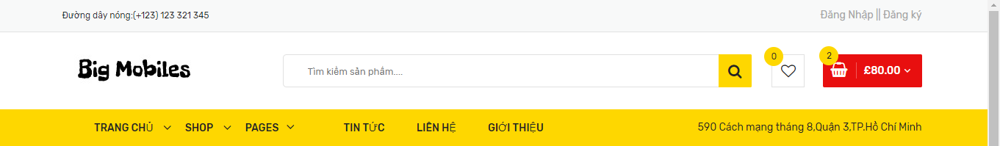 Đường dây nóng:(+123) 123 321 345
Đăng Nhập || Đăng ký
Big Mobiles
Tìm kiếm sản phẩm....
0
2
£80.00
TRANG CHỦ
SHOP
PAGES
TIN TỨC
LIÊN HỆ
GIỚI THIỆU
590 Cách mạng tháng 8,Quận 3,TP.Hồ Chí Minh